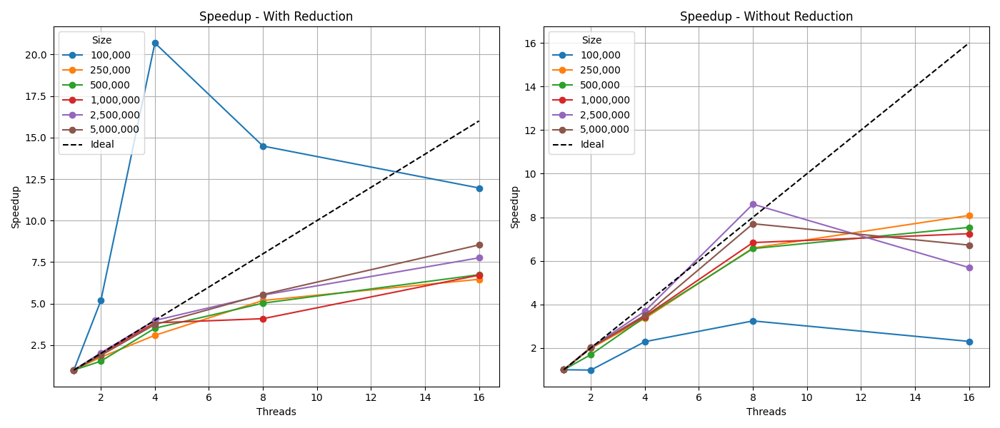 Speedup - With Reduction
Speedup
20.0
17.5
15.0
12.5
10.0
7.5
5.0
2.5
Size
100,000
250,000
500,000
1,000,000
2,500,000
5,000,000
Ideal
2 4 6 8 10 12 14 16
Threads
Speedup - Without Reduction
Speedup
16
14
12
10
8
6
4
2
Size
100,000
250,000
500,000
1,000,000
2,500,000
5,000,000
Ideal
2 4 6 8 10 12 14 16
Threads